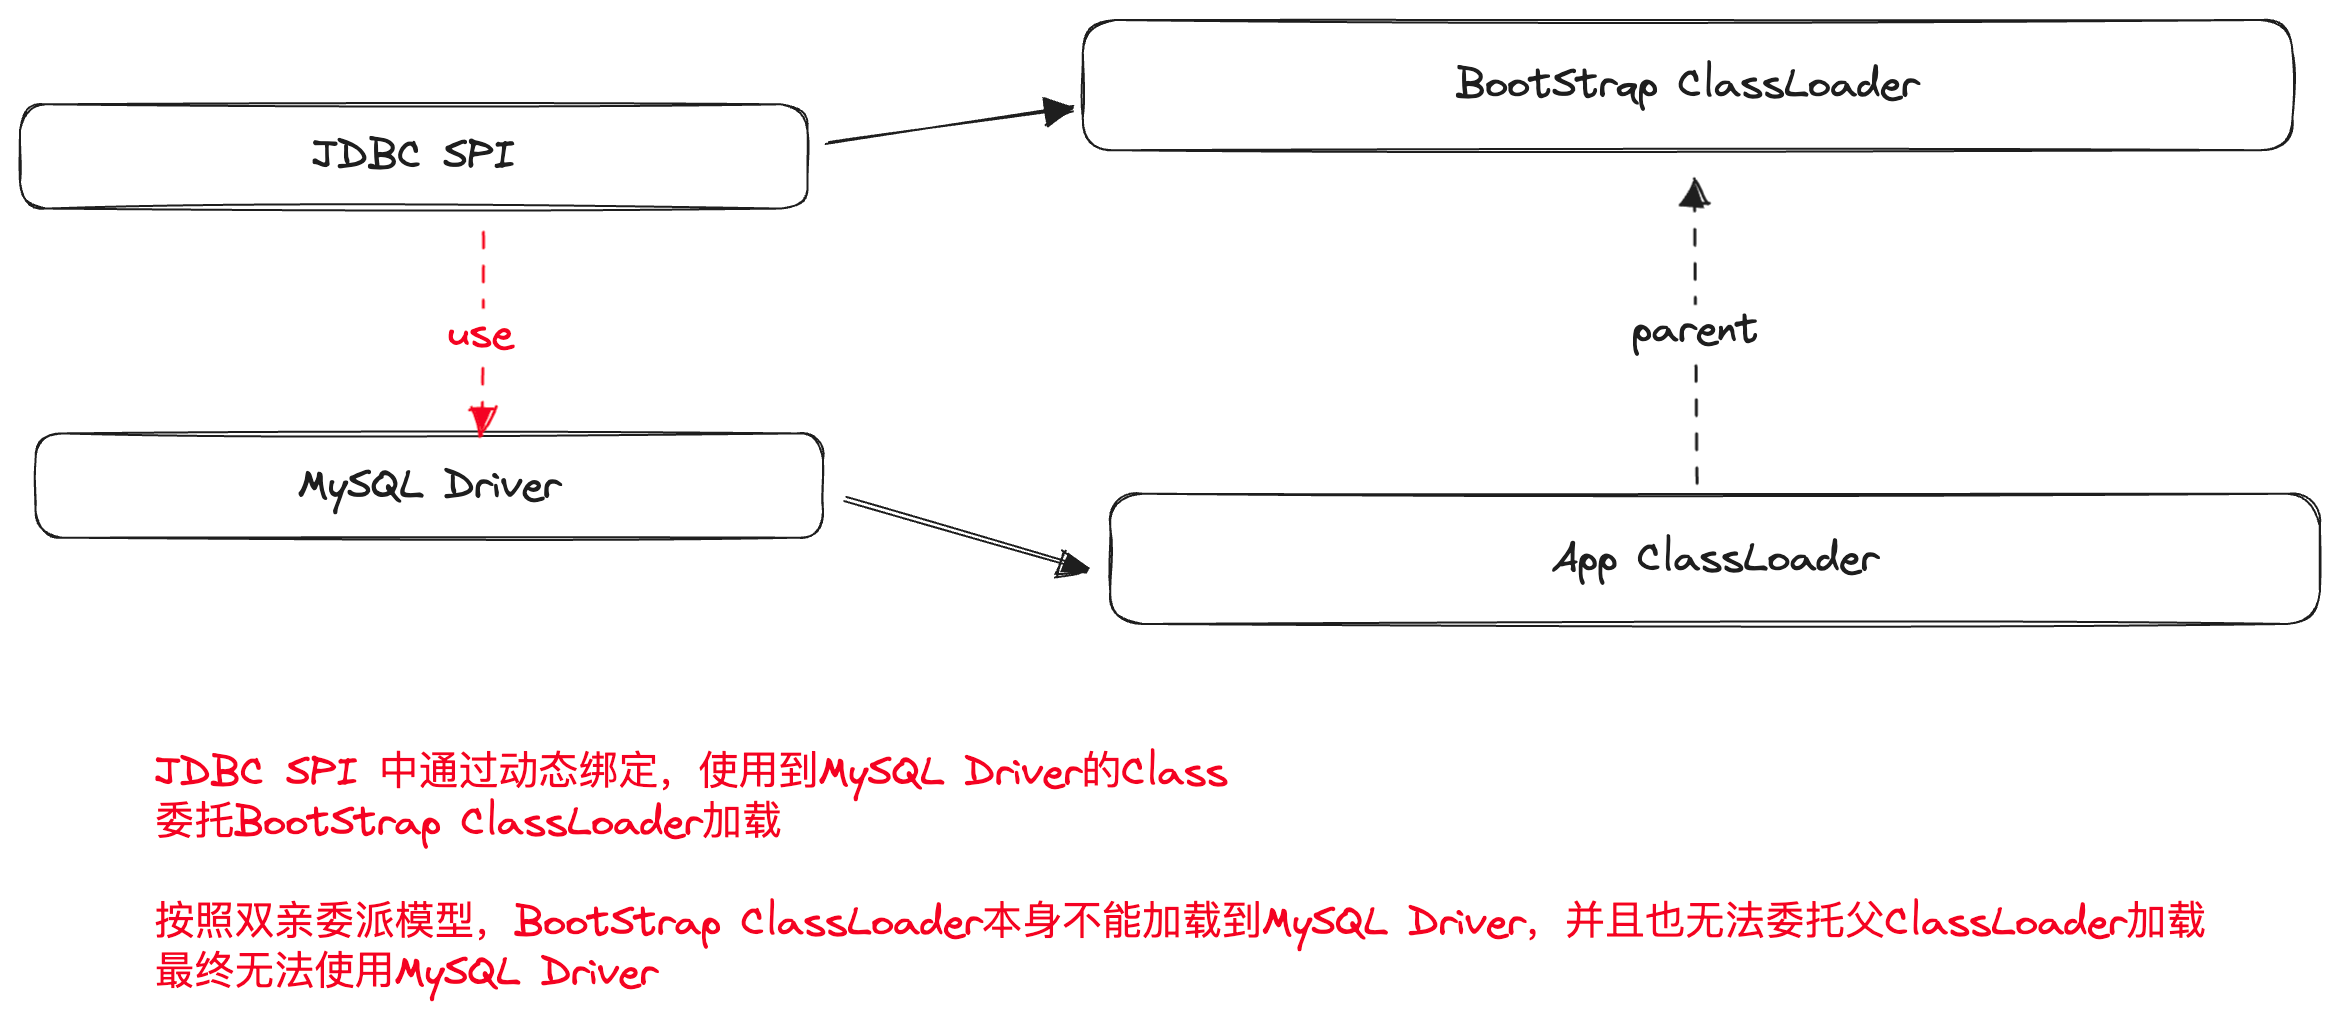 BootStrap ClassLoader
JDBC SPI
use
parent
MySQL Driver
App ClassLoader
JDBC SPI 中通过动态绑定，使用到MySQL Driver的Class
委托BootStrap ClassLoader加载
按照双亲委派模型，BootStrap ClassLoader本身不能加载到MySQL Driver，并且也无法委托父ClassLoader加载
最终无法使用MySQL Driver